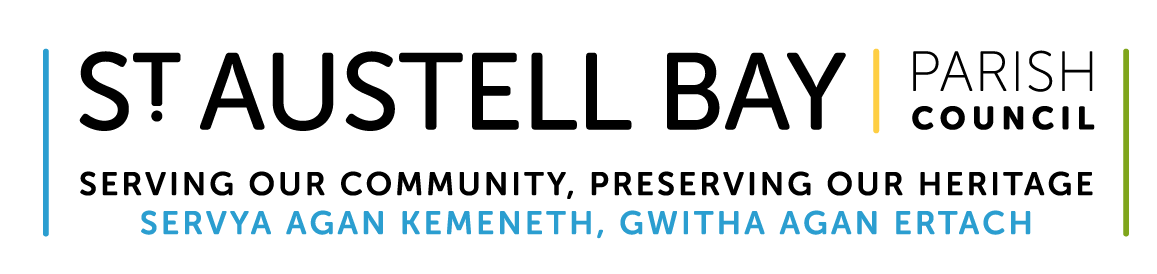 ST AUSTELL BAY
PARISH
COUNCIL
SERVING OUR COMMUNITY, PRESERVING OUR HERITAGE
SERVYA AGAN KEMENETH, GWITHA AGAN ERTACH